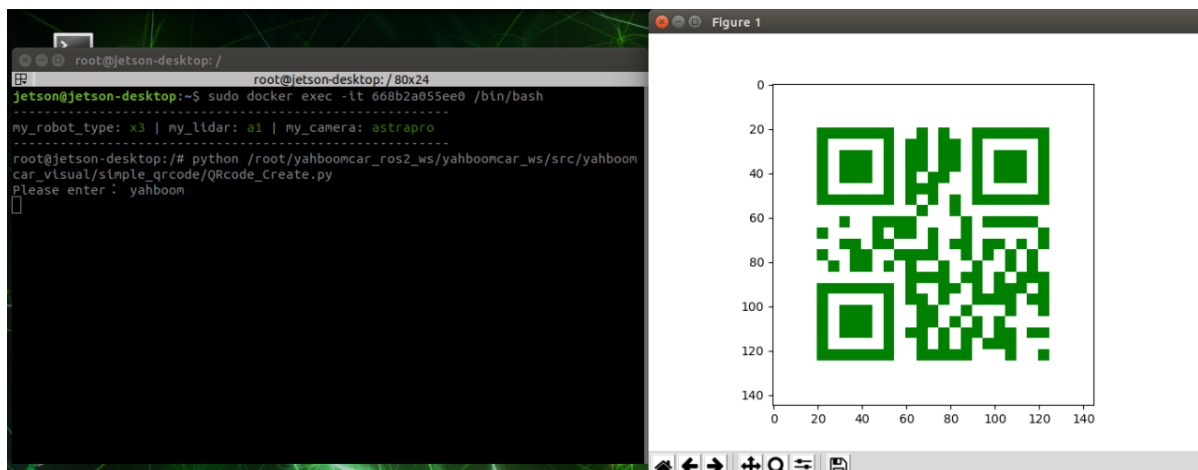 root@jetson-desktop: /
root@jetson-desktop: / 80x24
jetson@jetson-desktop:~$ sudo docker exec -it 668b2a055ee0 /bin/bash
--------------------------------------------------------
my_robot_type: x3 | my_lidar: a1 | my_camera: astrapro
--------------------------------------------------------
root@jetson-desktop:/# python /root/yahboomcar_ros2_ws/yahboomcar_ws/src/yahboom
car_visual/simple_qrcode/QRcode_Create.py
Please enter： yahboom
Figure 1
0
20
40
60
80
100
120
140
0 20 40 60 80 100 120 140